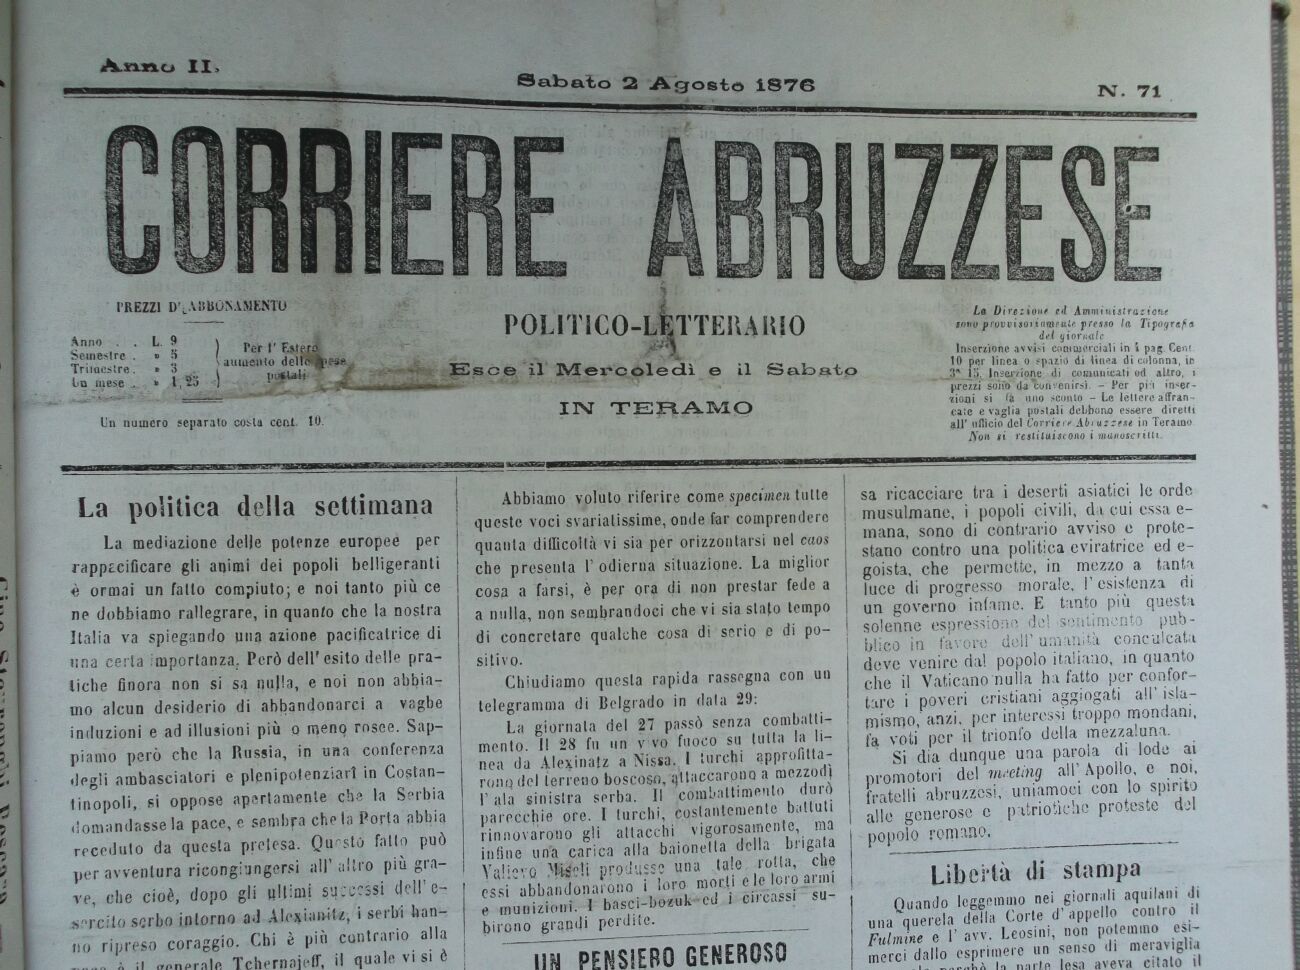 Anno II.
Sabato 2 Agosto 1876
N. 71
CORRIERE ABRUZZESE
PREZZI D'ABBONAMENTO
Anno . . L. 9
Semestre . » 5
Trimestre . » 3
Un mese . » 1,25
Per l'Estero
aumento delle spese
postali
Un numero separato costa cent. 10.
POLITICO-LETTERARIO
Esce il Mercoledì e il Sabato
IN TERAMO
La Direzione ed Amministrazione
sono provvisoriamente presso la Tipografia
del giornale
Inserzione avvisi commerciali in 4 pag. Cent.
10 per linea o spazio di linea di colonna, in
3ª 15. Inserzione di comunicati od altro, i
prezzi sono da convenirsi. – Per più inser-
zioni si fa uno sconto – Le lettere affran-
cate e vaglia postali debbono essere diretti
all'ufficio del Corriere Abruzzese in Teramo.
Non si restituiscono i manoscritti.
La politica della settimana
La mediazione delle potenze europee per
rappacificare gli animi dei popoli belligeranti
è ormai un fatto compiuto; e noi tanto più ce
ne dobbiamo rallegrare, in quanto che la nostra
Italia va spiegando una azione pacificatrice di
una certa importanza. Però dell'esito delle pra-
tiche finora non si sa nulla, e noi non abbia-
mo alcun desiderio di abbandonarci a vaghe
induzioni e ad illusioni più o meno rosee. Sap-
piamo però che la Russia, in una conferenza
degli ambasciatori e plenipotenziari in Costan-
tinopoli, si oppose apertamente che la Serbia
domandasse la pace, e sembra che la Porta abbia
receduto da questa pretesa. Questo fatto può
per avventura ricongiungersi all'altro più gra-
ve, che cioè, dopo gli ultimi successi dell'e-
sercito serbo intorno ad Alexianitz, i serbi han-
no ripreso coraggio. Chi è più contrario alla
pace è il generale Tchernajeff, il quale vi si è
Abbiamo voluto riferire come specimen tutte
queste voci svariatissime, onde far comprendere
quanta difficoltà vi sia per orizzontarsi nel caos
che presenta l'odierna situazione. La miglior
cosa a farsi, è per ora di non prestar fede a
a nulla, non sembrandoci che vi sia stato tempo
di concretare qualche cosa di serio e di po-
sitivo.
Chiudiamo questa rapida rassegna con un
telegramma di Belgrado in data 29:
La giornata del 27 passò senza combatti-
mento. Il 28 fu un vivo fuoco su tutta la li-
nea da Alexinatz a Nissa. I turchi approfitta-
rono del terreno boscoso, attaccarono a mezzodì
l'ala sinistra serba. Il combattimento durò
parecchie ore. I turchi, costantemente battuti
rinnovarono gli attacchi vigorosamente, ma
infine una carica alla baionetta della brigata
Valievo Miseli produsse una tale rotta, che
essi abbandonarono i loro morti e le loro armi
e munizioni. I basci-bozuk ed i circassi su-
birono grandi perdite.
UN PENSIERO GENEROSO
sa ricacciare tra i deserti asiatici le orde
musulmane, i popoli civili, da cui essa e-
mana, sono di contrario avviso e prote-
stano contro una politica eviratrice ed e-
goista, che permette, in mezzo a tanta
luce di progresso morale, l'esistenza di
un governo infame. E tanto più questa
solenne espressione del sentimento pub-
blico in favore dell'umanità conculcata
deve venire dal popolo italiano, in quanto
che il Vaticano nulla ha fatto per confor-
tare i poveri cristiani aggiogati all'isla-
mismo, anzi, per interessi troppo mondani,
fa voti per il trionfo della mezzaluna.
Si dia dunque una parola di lode ai
promotori del meeting all'Apollo, e noi,
fratelli abruzzesi, uniamoci con lo spirito
alle generose e patriotiche proteste del
popolo romano.
Libertà di stampa
Quando leggemmo nei giornali aquilani di
una querela della Corte d'appello contro il
Fulmine e l'avv. Leosini, non potemmo esi-
merci dallo esprimere un senso di meraviglia
perchè la parte lesa aveva citato il